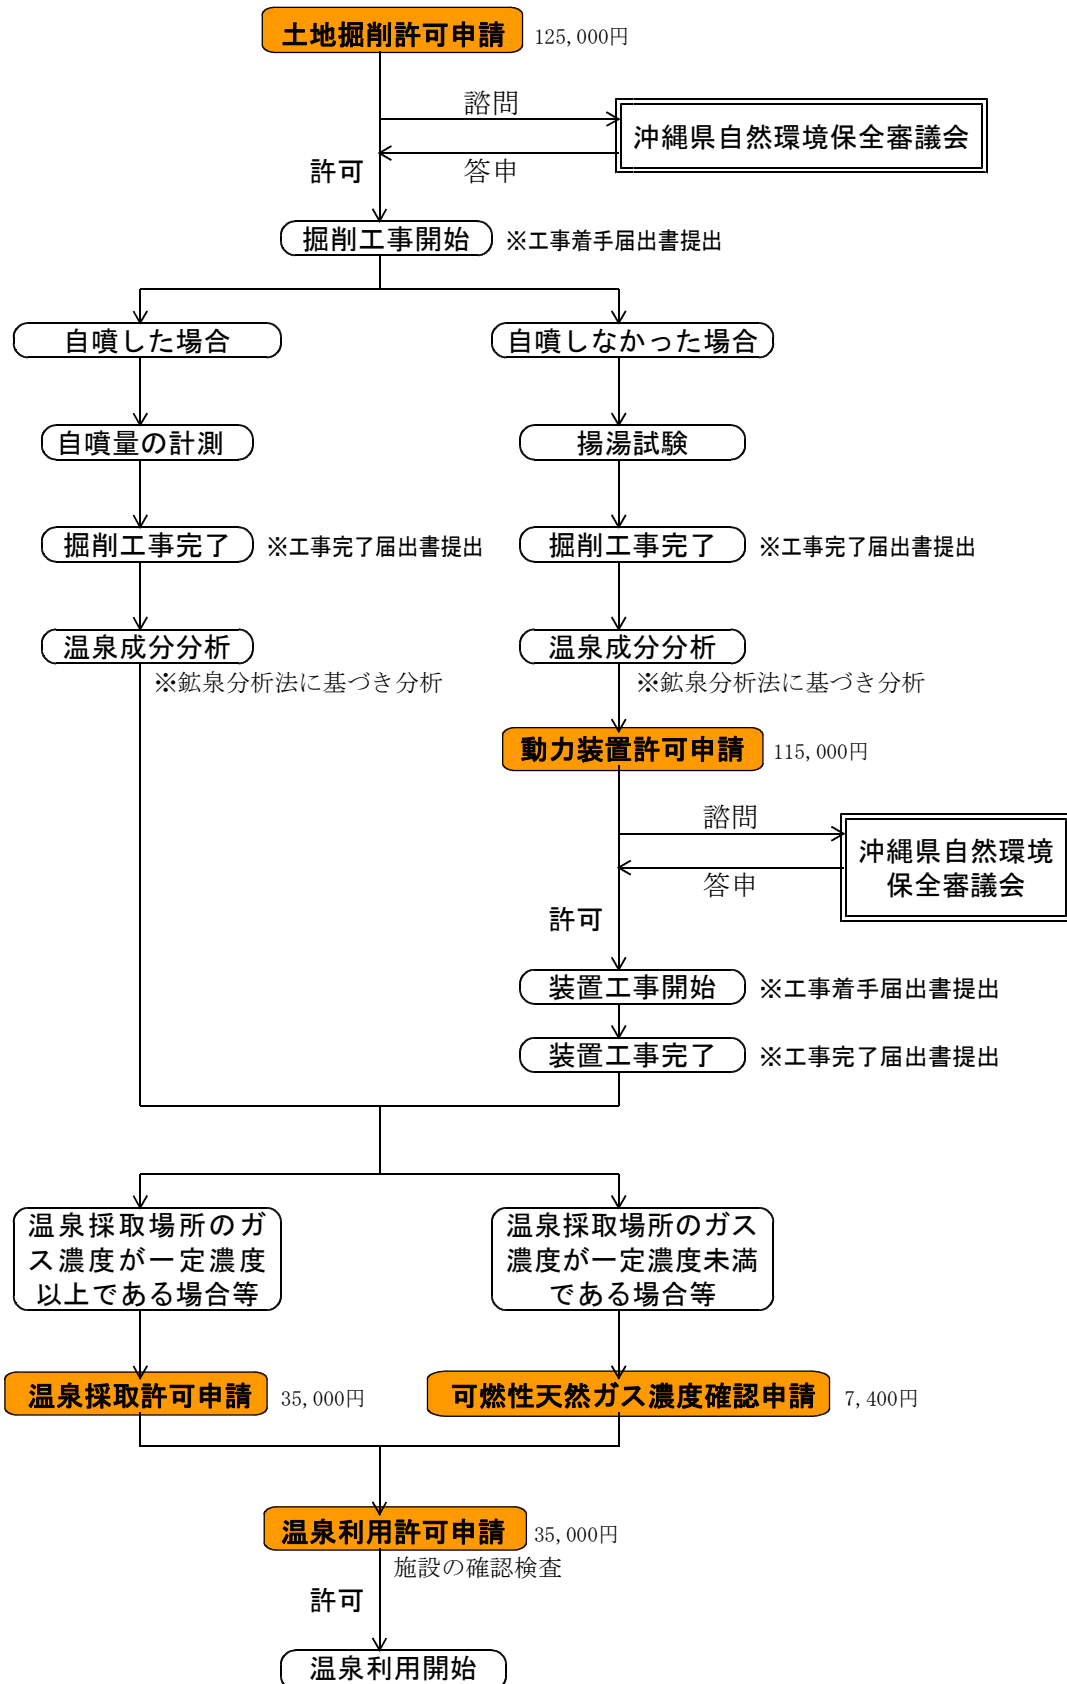 土地掘削許可申請 125,000円
諮問
沖縄県自然環境保全審議会
答申
許可
掘削工事開始 ※工事着手届出書提出
自噴した場合
自噴しなかった場合
自噴量の計測
揚湯試験
掘削工事完了 ※工事完了届出書提出
掘削工事完了 ※工事完了届出書提出
温泉成分分析
温泉成分分析
※鉱泉分析法に基づき分析
※鉱泉分析法に基づき分析
動力装置許可申請 115,000円
諮問
沖縄県自然環境
保全審議会
答申
許可
装置工事開始 ※工事着手届出書提出
装置工事完了 ※工事完了届出書提出
温泉採取場所のガ
ス濃度が一定濃度
以上である場合等
温泉採取場所のガス
濃度が一定濃度未満
である場合等
温泉採取許可申請 35,000円
可燃性天然ガス濃度確認申請 7,400円
温泉利用許可申請 35,000円
施設の確認検査
許可
温泉利用開始